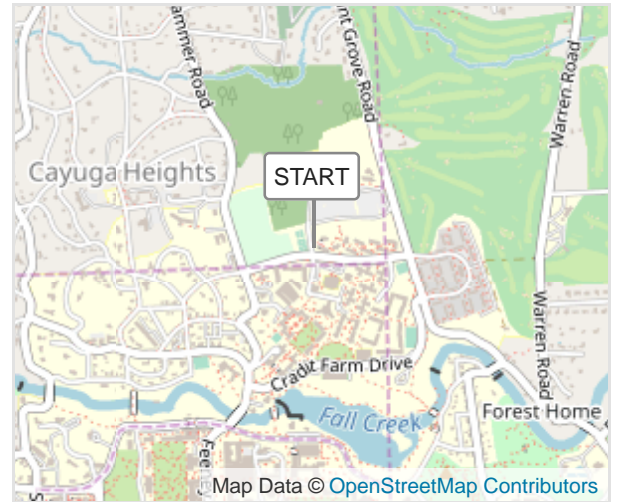 ammer Road
nt Grove Road
Warren Road
Cayuga Heights
START
Warren Road
Cradit Farm Drive
Fall Creek
Forest Home
Fee
Map Data © OpenStreetMap Contributors